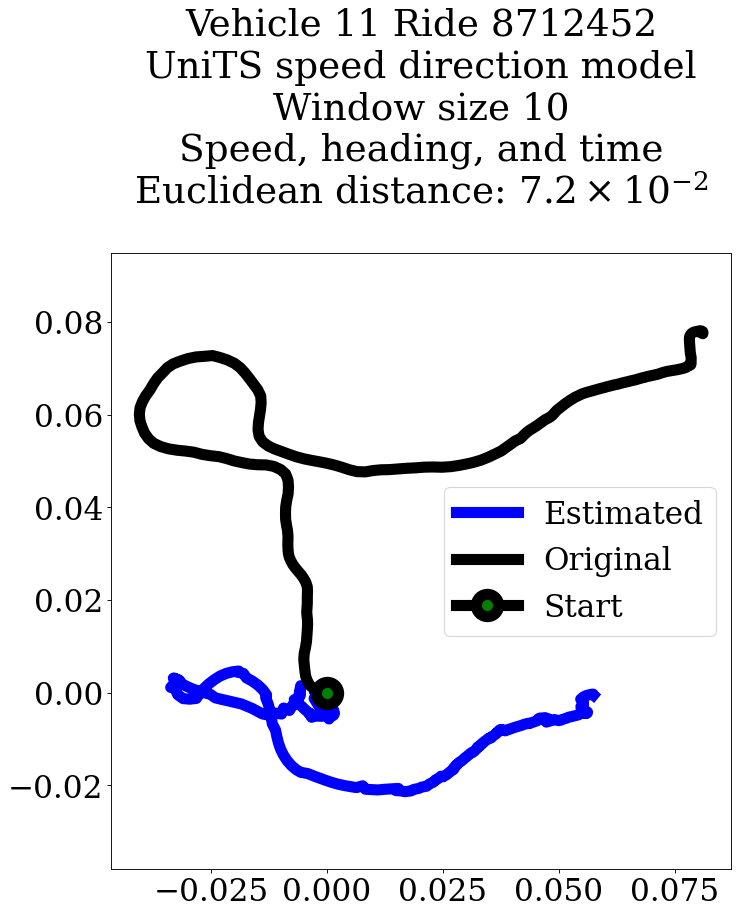 Vehicle 11 Ride 8712452
UniTS speed direction model
Window size 10
Speed, heading, and time
Euclidean distance: 7.2 × 10⁻²
0.08
0.06
0.04
0.02
0.00
−0.02
Estimated
Original
Start
−0.025 0.000 0.025 0.050 0.075